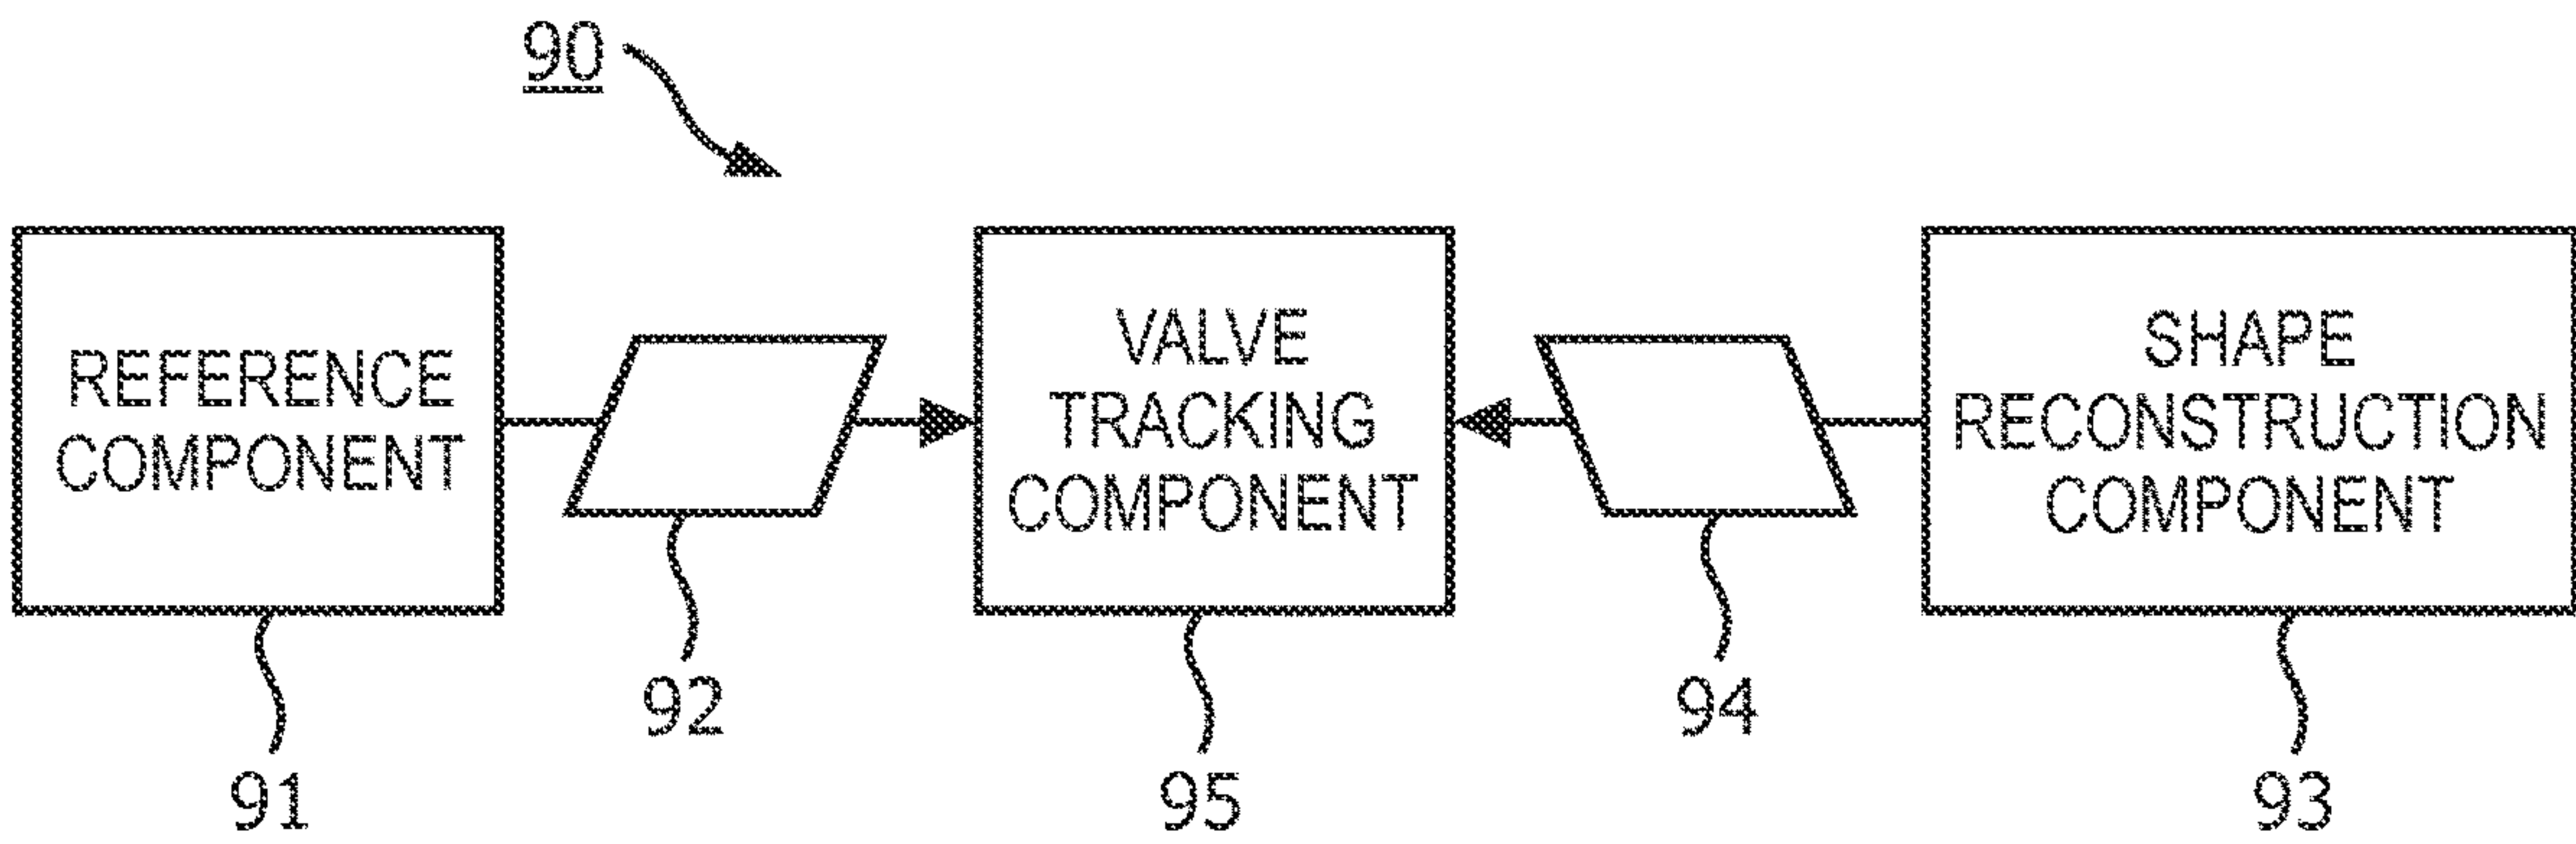 90
REFERENCE
COMPONENT
VALVE
TRACKING
COMPONENT
SHAPE
RECONSTRUCTION
COMPONENT
92
94
91
95
93